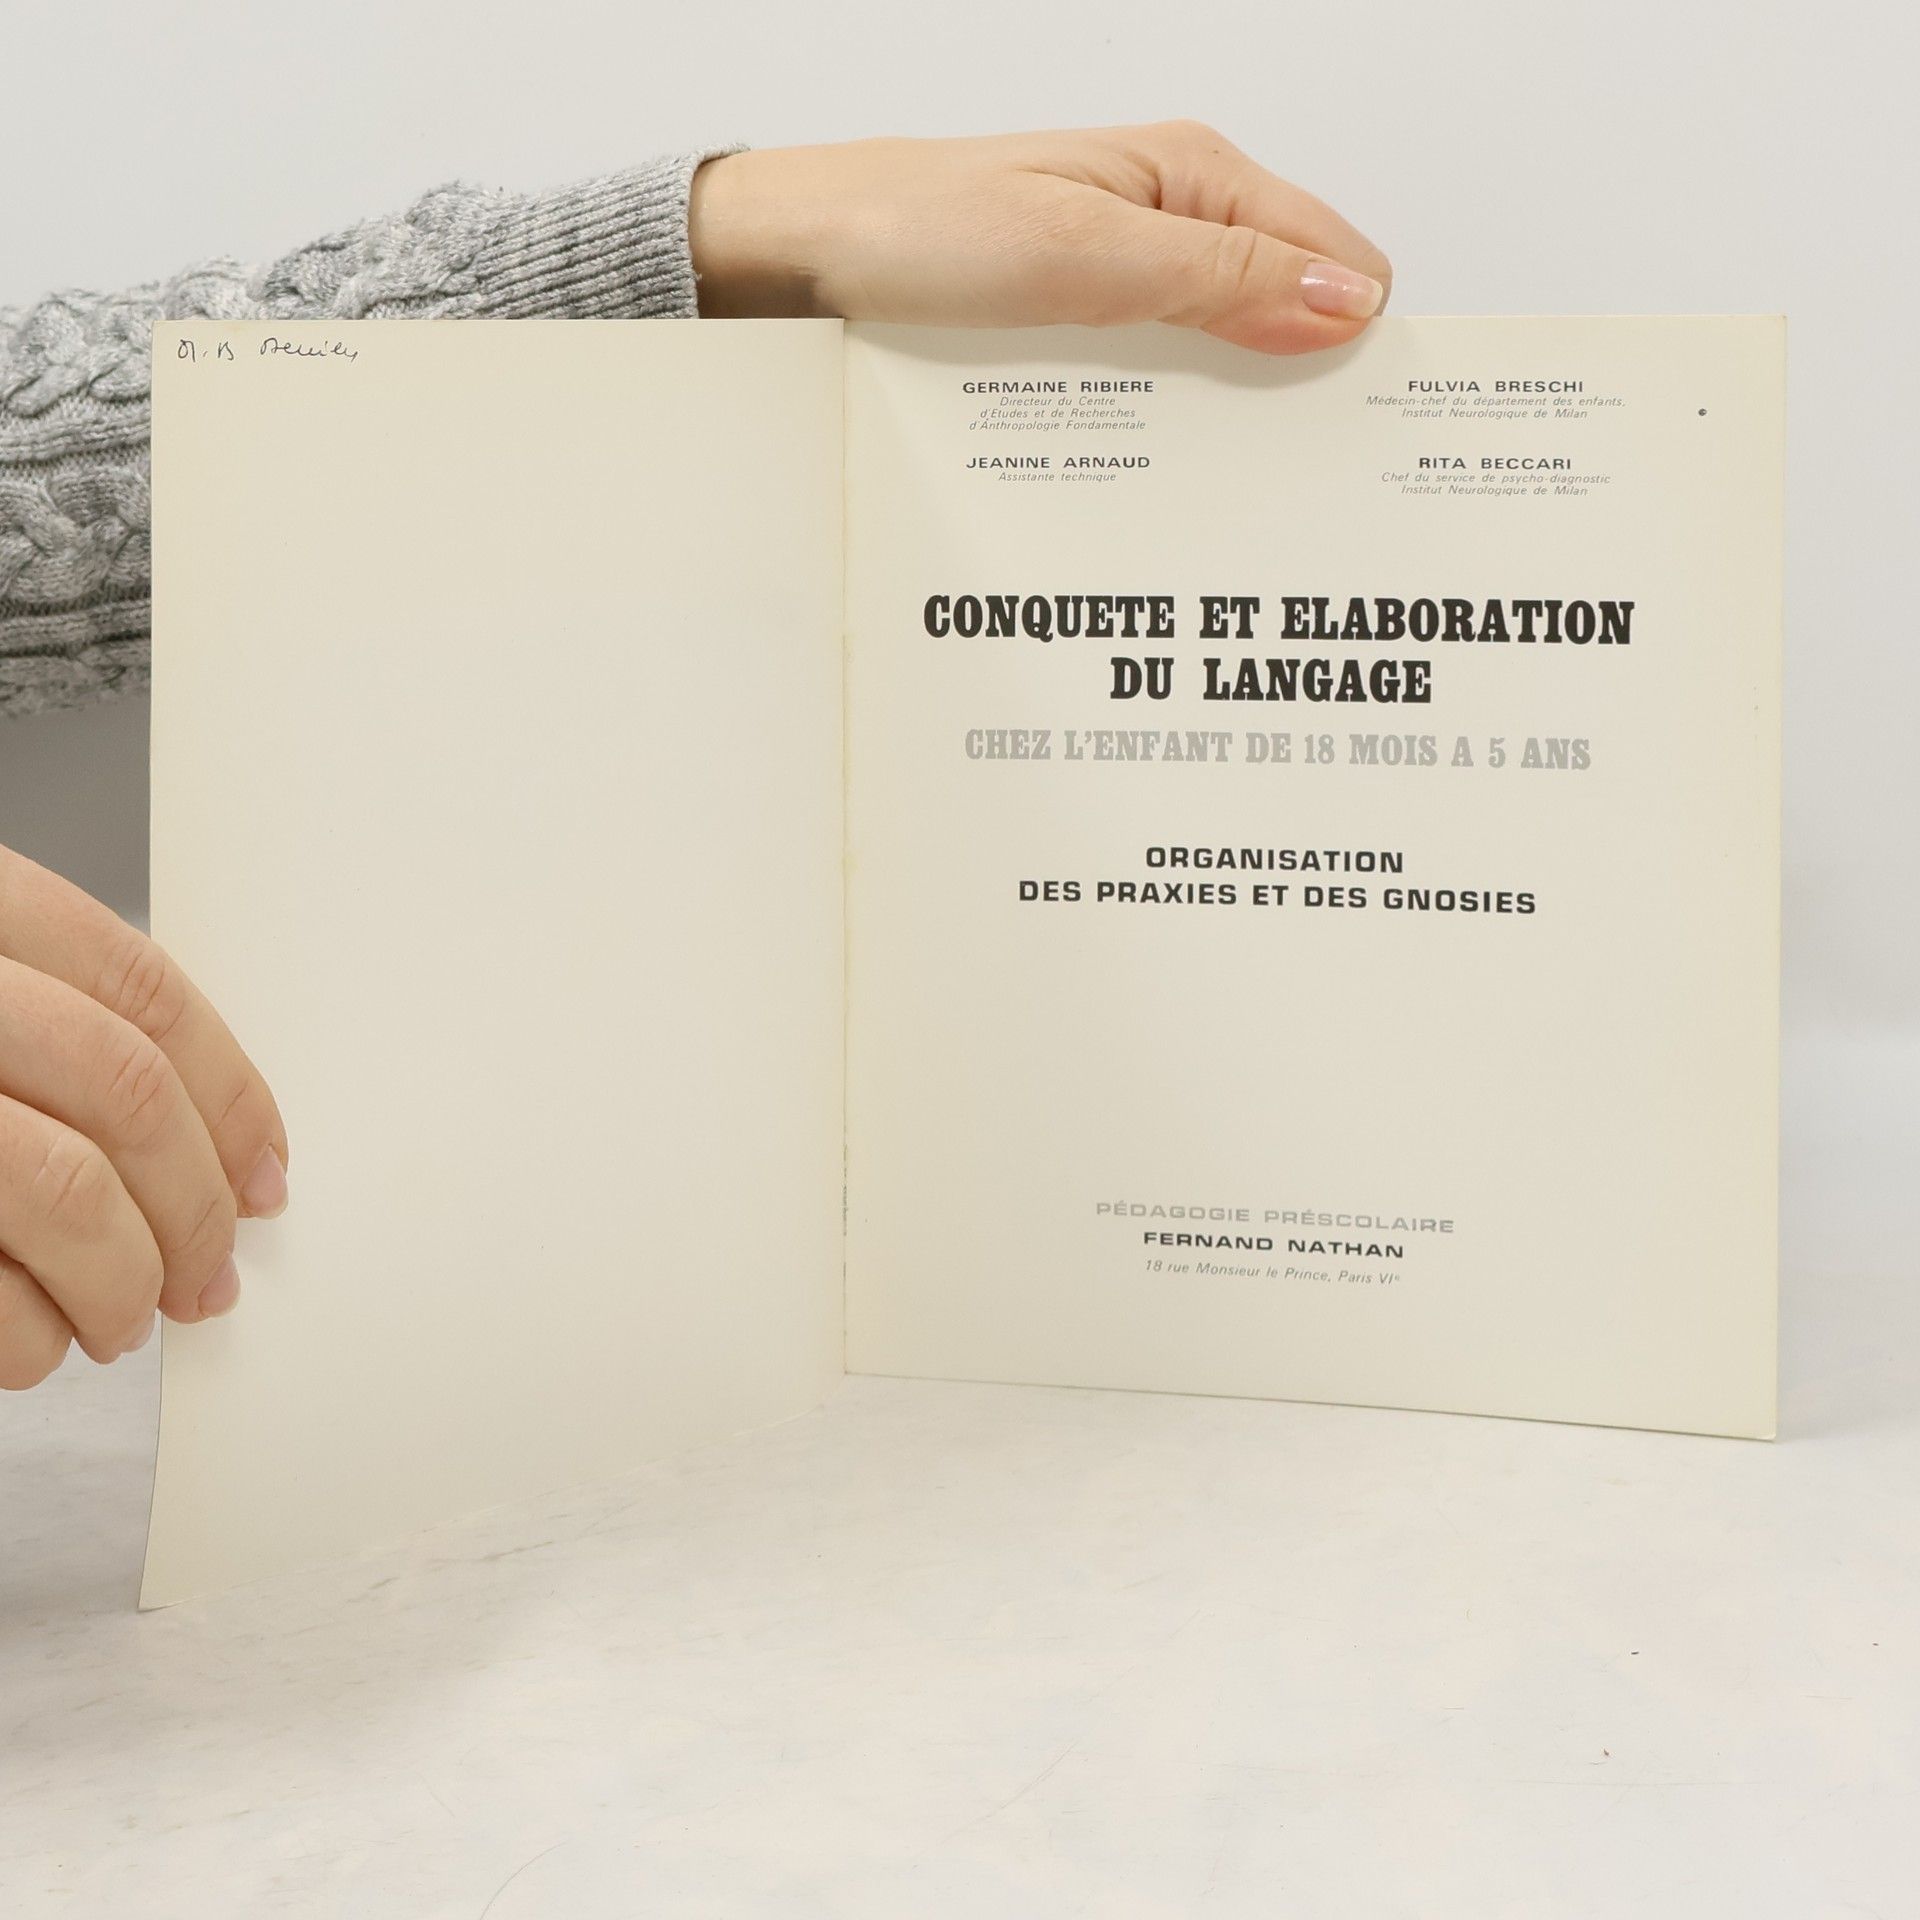 GERMAINE RIBIERE
Directeur du Centre
d'Etudes et de Recherches
d'Anthropologie Fondamentale
JEANINE ARNAUD
Assistante technique
FULVIA BRESCHI
Médecin-chef du département des enfants,
Institut Neurologique de Milan
RITA BECCARI
Chef du service de psycho-diagnostic
Institut Neurologique de Milan
CONQUETE ET ELABORATION
DU LANGAGE
CHEZ L'ENFANT DE 18 MOIS A 5 ANS
ORGANISATION
DES PRAXIES ET DES GNOSIES
PÉDAGOGIE PRÉSCOLAIRE
FERNAND NATHAN
18 rue Monsieur le Prince, Paris VIe